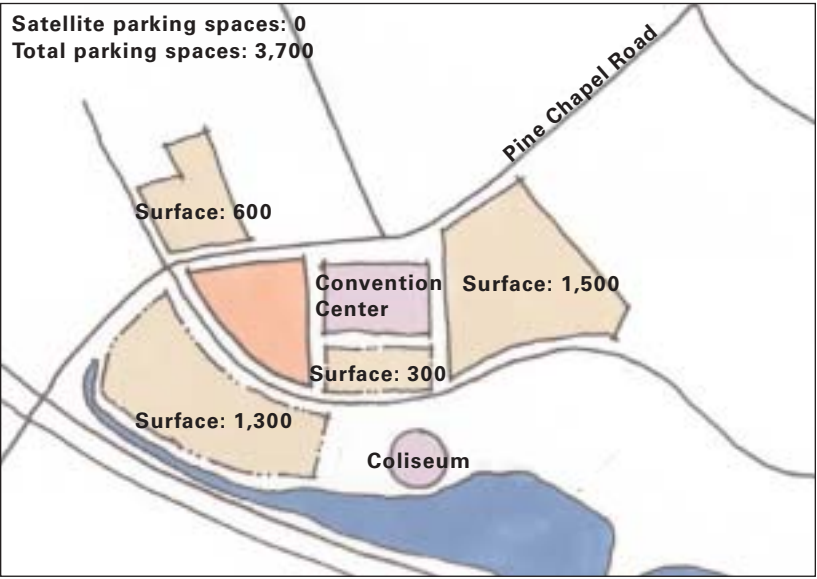 Satellite parking spaces: 0
Total parking spaces: 3,700
Pine Chapel Road
Surface: 600
Convention
Center
Surface: 1,500
Surface: 300
Surface: 1,300
Coliseum